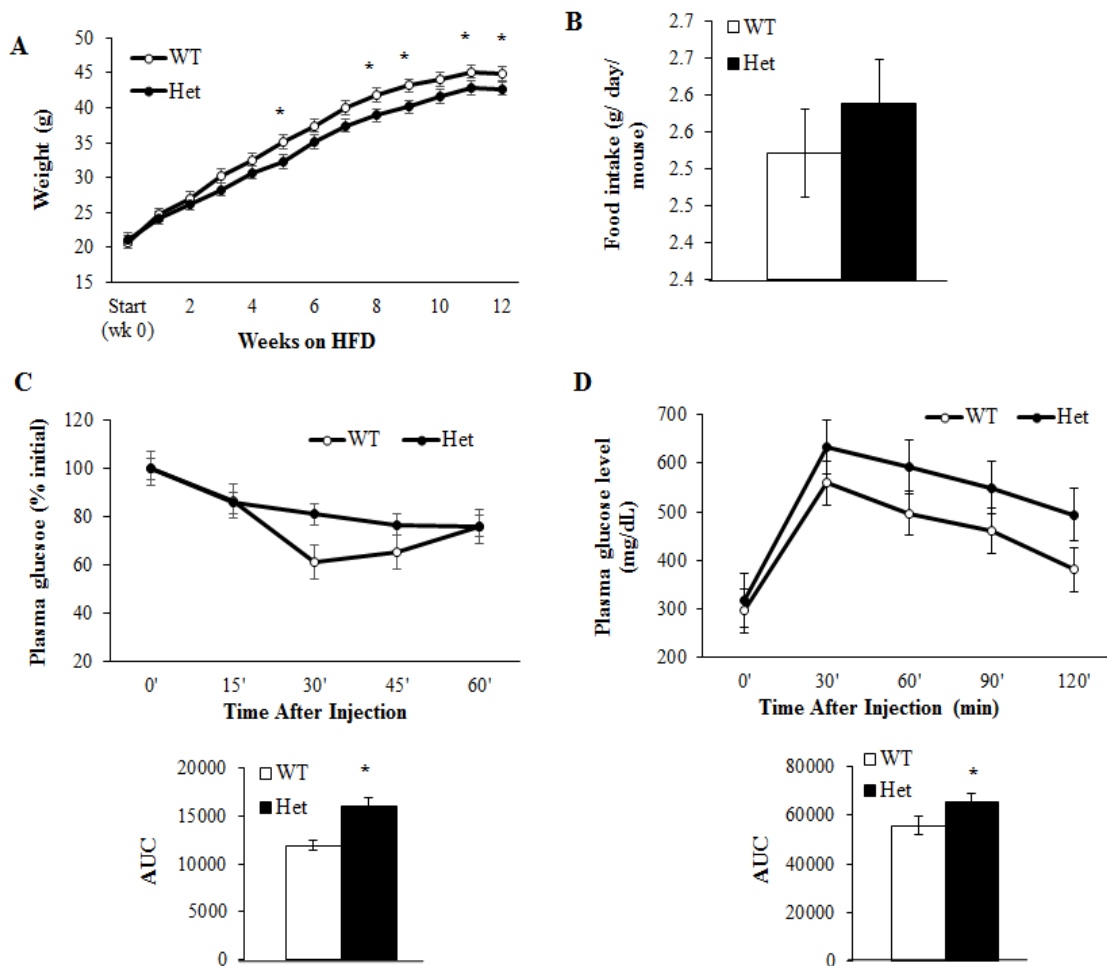 A
50
45
40
35
30
25
20
15
WT
Het
*
*
*
*
*
Weight (g)
Start
(wk 0)
2
4
6
8
10
12
Weeks on HFD
B
2.7
2.7
2.6
2.6
2.5
2.5
2.4
2.4
WT
Het
Food intake (g/ day/
mouse)
C
120
100
80
60
40
20
WT
Het
Plasma glucsoe (% initial)
0'
15'
30'
45'
60'
Time After Injection
20000
15000
10000
5000
0
WT
Het
*
AUC
D
700
600
500
400
300
200
WT
Het
Plasma glucose level
(mg/dL)
0'
30'
60'
90'
120'
Time After Injection (min)
80000
60000
40000
20000
0
WT
Het
*
AUC